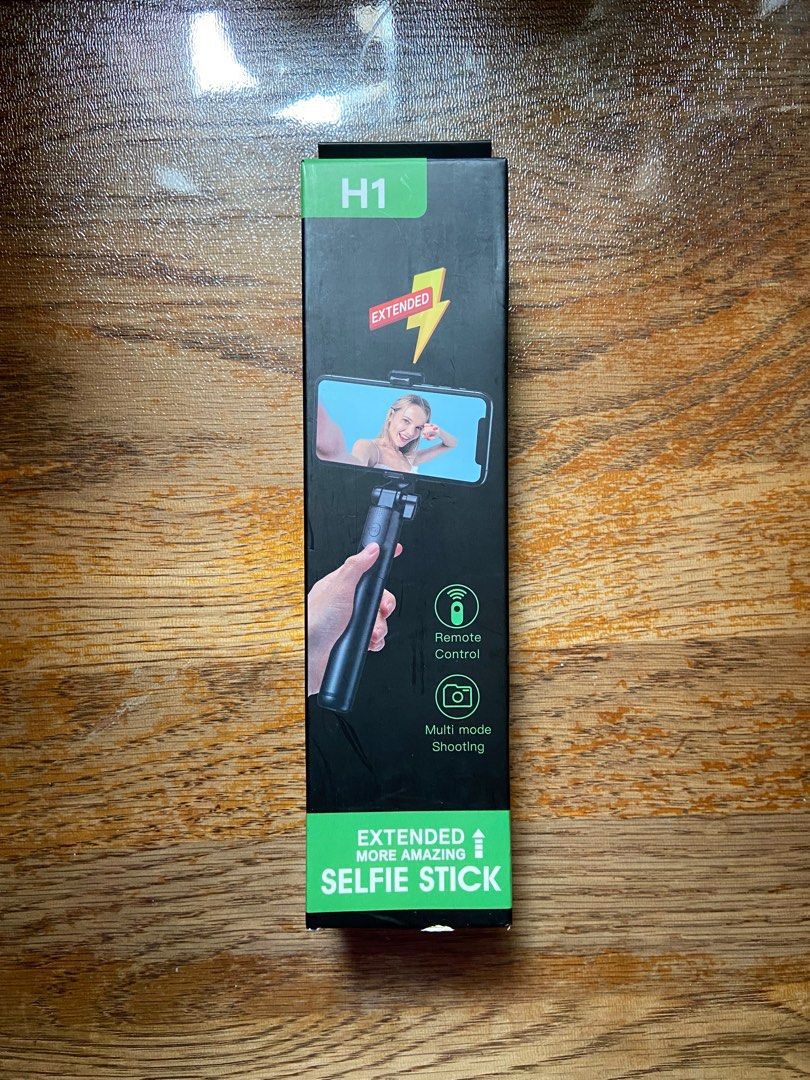 H1
EXTENDED
Remote
Control
Multi mode
Shooting
EXTENDED
MORE AMAZING
SELFIE STICK